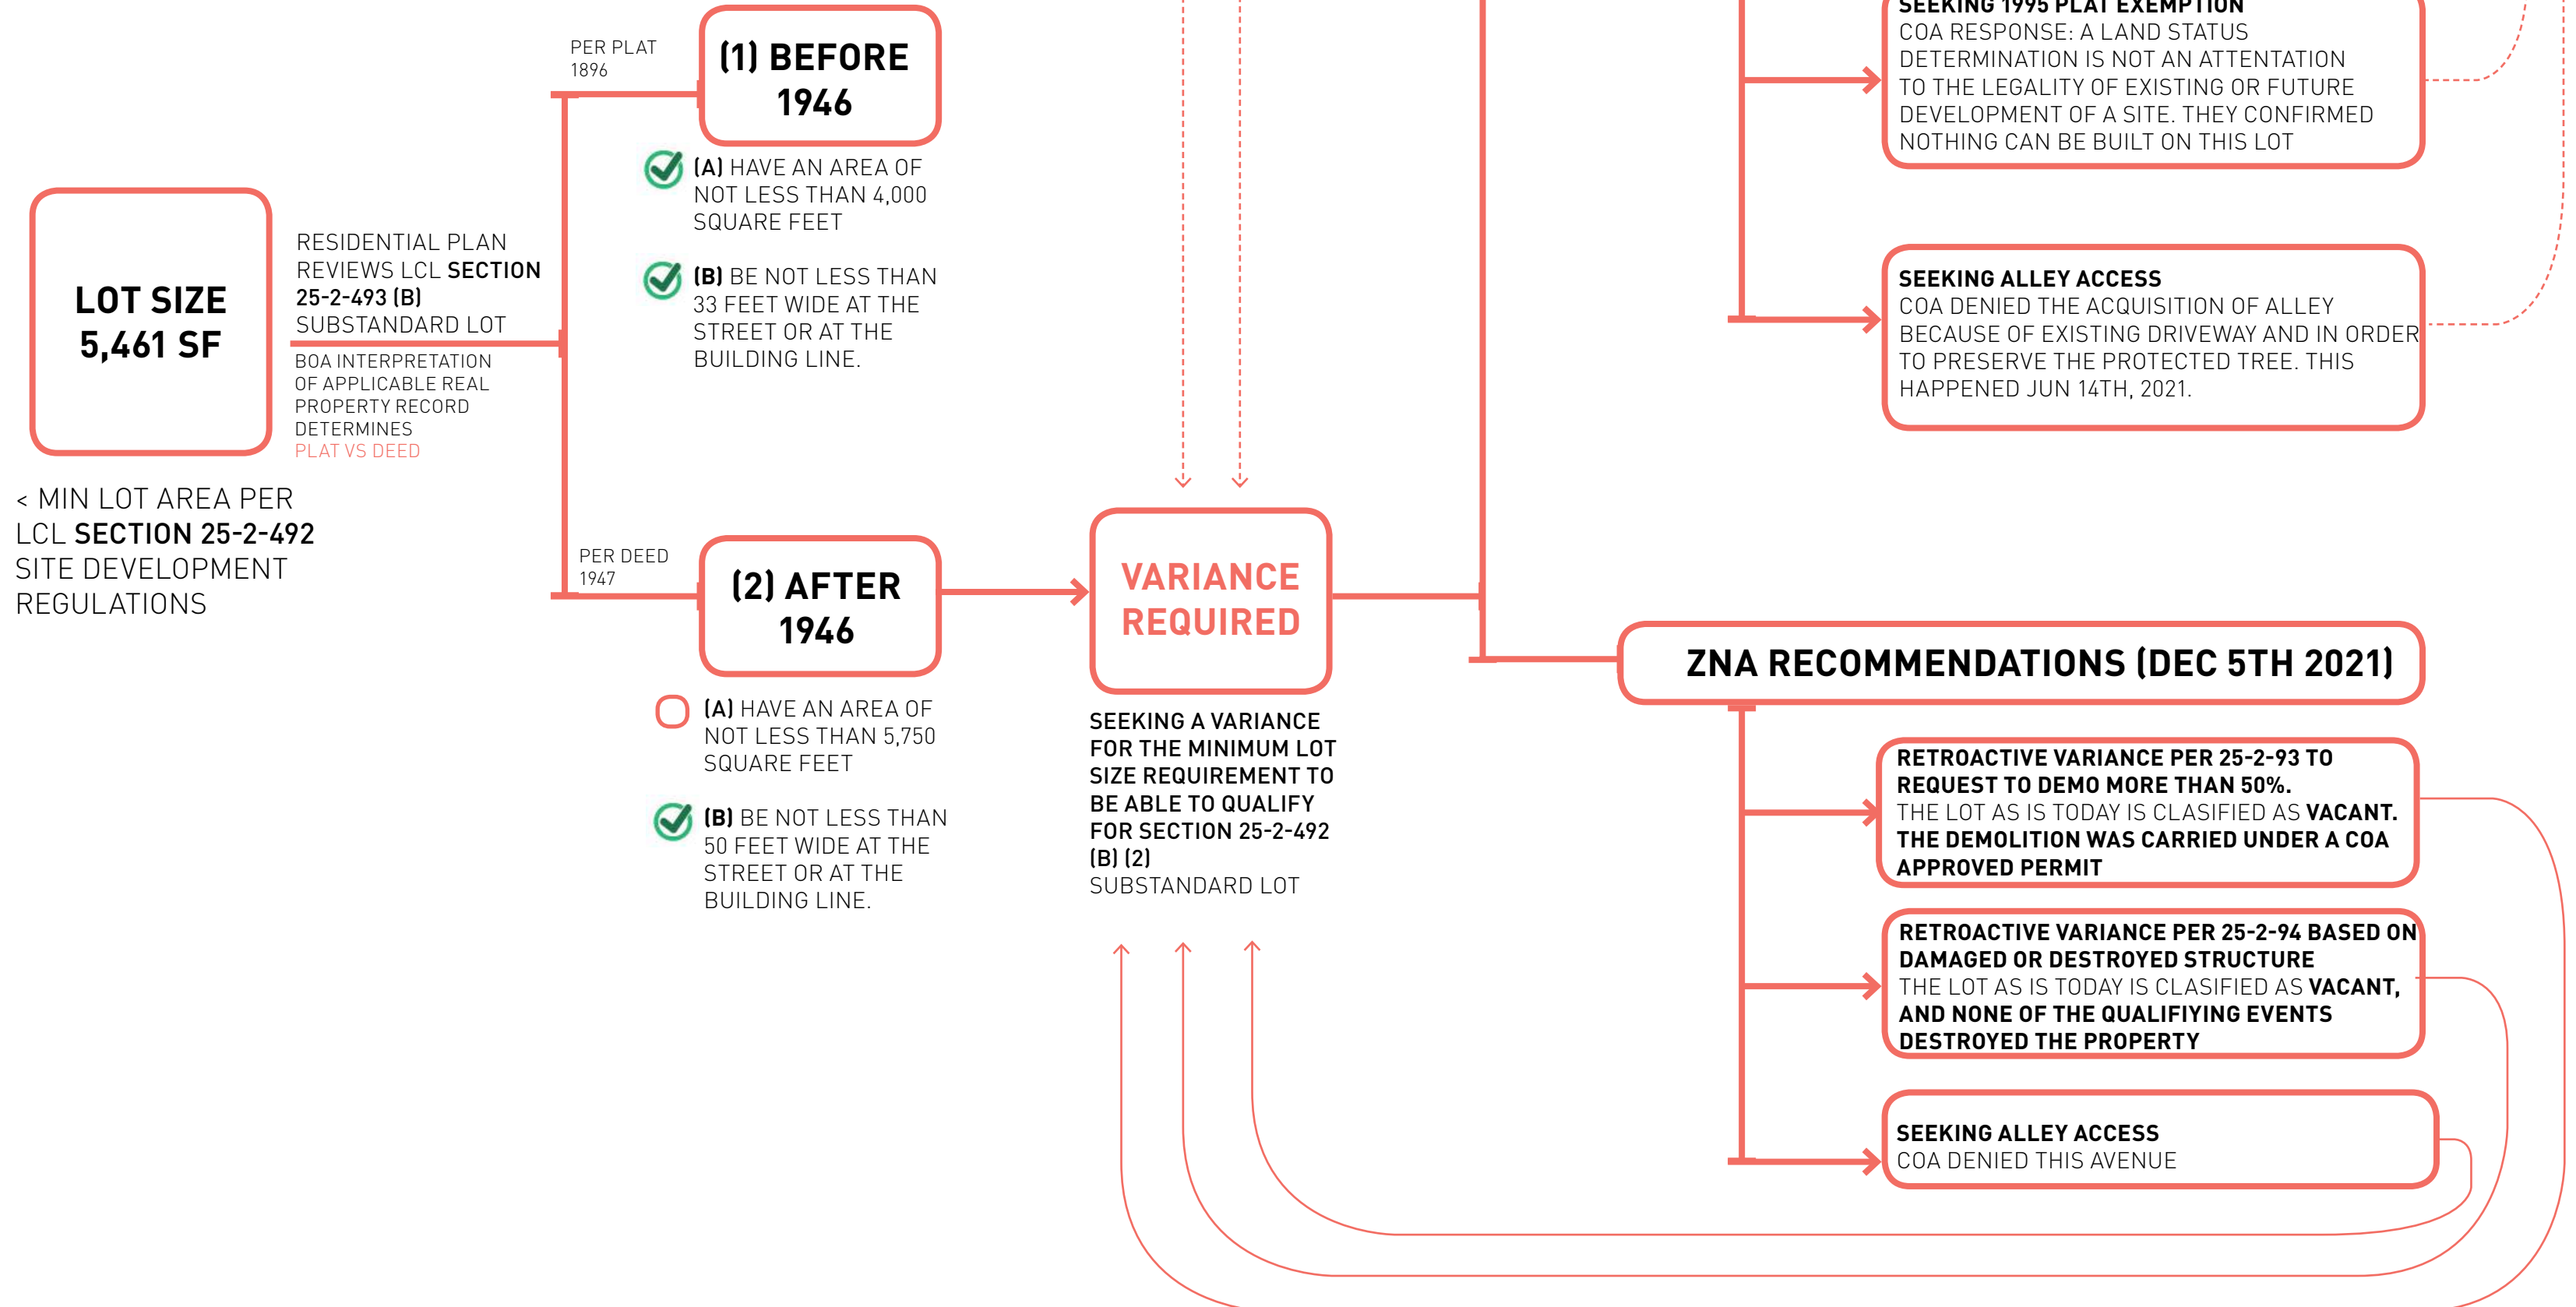 LOT SIZE
5,461 SF
< MIN LOT AREA PER
LCL SECTION 25-2-492
SITE DEVELOPMENT
REGULATIONS
RESIDENTIAL PLAN
REVIEWS LCL SECTION
25-2-493 (B)
SUBSTANDARD LOT
BOA INTERPRETATION
OF APPLICABLE REAL
PROPERTY RECORD
DETERMINES
PLAT VS DEED
PER PLAT
1896
(1) BEFORE
1946
(A) HAVE AN AREA OF
NOT LESS THAN 4,000
SQUARE FEET
(B) BE NOT LESS THAN
33 FEET WIDE AT THE
STREET OR AT THE
BUILDING LINE.
PER DEED
1947
(2) AFTER
1946
(A) HAVE AN AREA OF
NOT LESS THAN 5,750
SQUARE FEET
(B) BE NOT LESS THAN
50 FEET WIDE AT THE
STREET OR AT THE
BUILDING LINE.
VARIANCE
REQUIRED
SEEKING A VARIANCE
FOR THE MINIMUM LOT
SIZE REQUIREMENT TO
BE ABLE TO QUALIFY
FOR SECTION 25-2-492
(B) (2)
SUBSTANDARD LOT
SEEKING 1995 PLAT EXEMPTION
COA RESPONSE: A LAND STATUS
DETERMINATION IS NOT AN ATTENTATION
TO THE LEGALITY OF EXISTING OR FUTURE
DEVELOPMENT OF A SITE. THEY CONFIRMED
NOTHING CAN BE BUILT ON THIS LOT
SEEKING ALLEY ACCESS
COA DENIED THE ACQUISITION OF ALLEY
BECAUSE OF EXISTING DRIVEWAY AND IN ORDER
TO PRESERVE THE PROTECTED TREE. THIS
HAPPENED JUN 14TH, 2021.
ZNA RECOMMENDATIONS (DEC 5TH 2021)
RETROACTIVE VARIANCE PER 25-2-93 TO
REQUEST TO DEMO MORE THAN 50%.
THE LOT AS IS TODAY IS CLASIFIED AS VACANT.
THE DEMOLITION WAS CARRIED UNDER A COA
APPROVED PERMIT
RETROACTIVE VARIANCE PER 25-2-94 BASED ON
DAMAGED OR DESTROYED STRUCTURE
THE LOT AS IS TODAY IS CLASIFIED AS VACANT,
AND NONE OF THE QUALIFIYING EVENTS
DESTROYED THE PROPERTY
SEEKING ALLEY ACCESS
COA DENIED THIS AVENUE